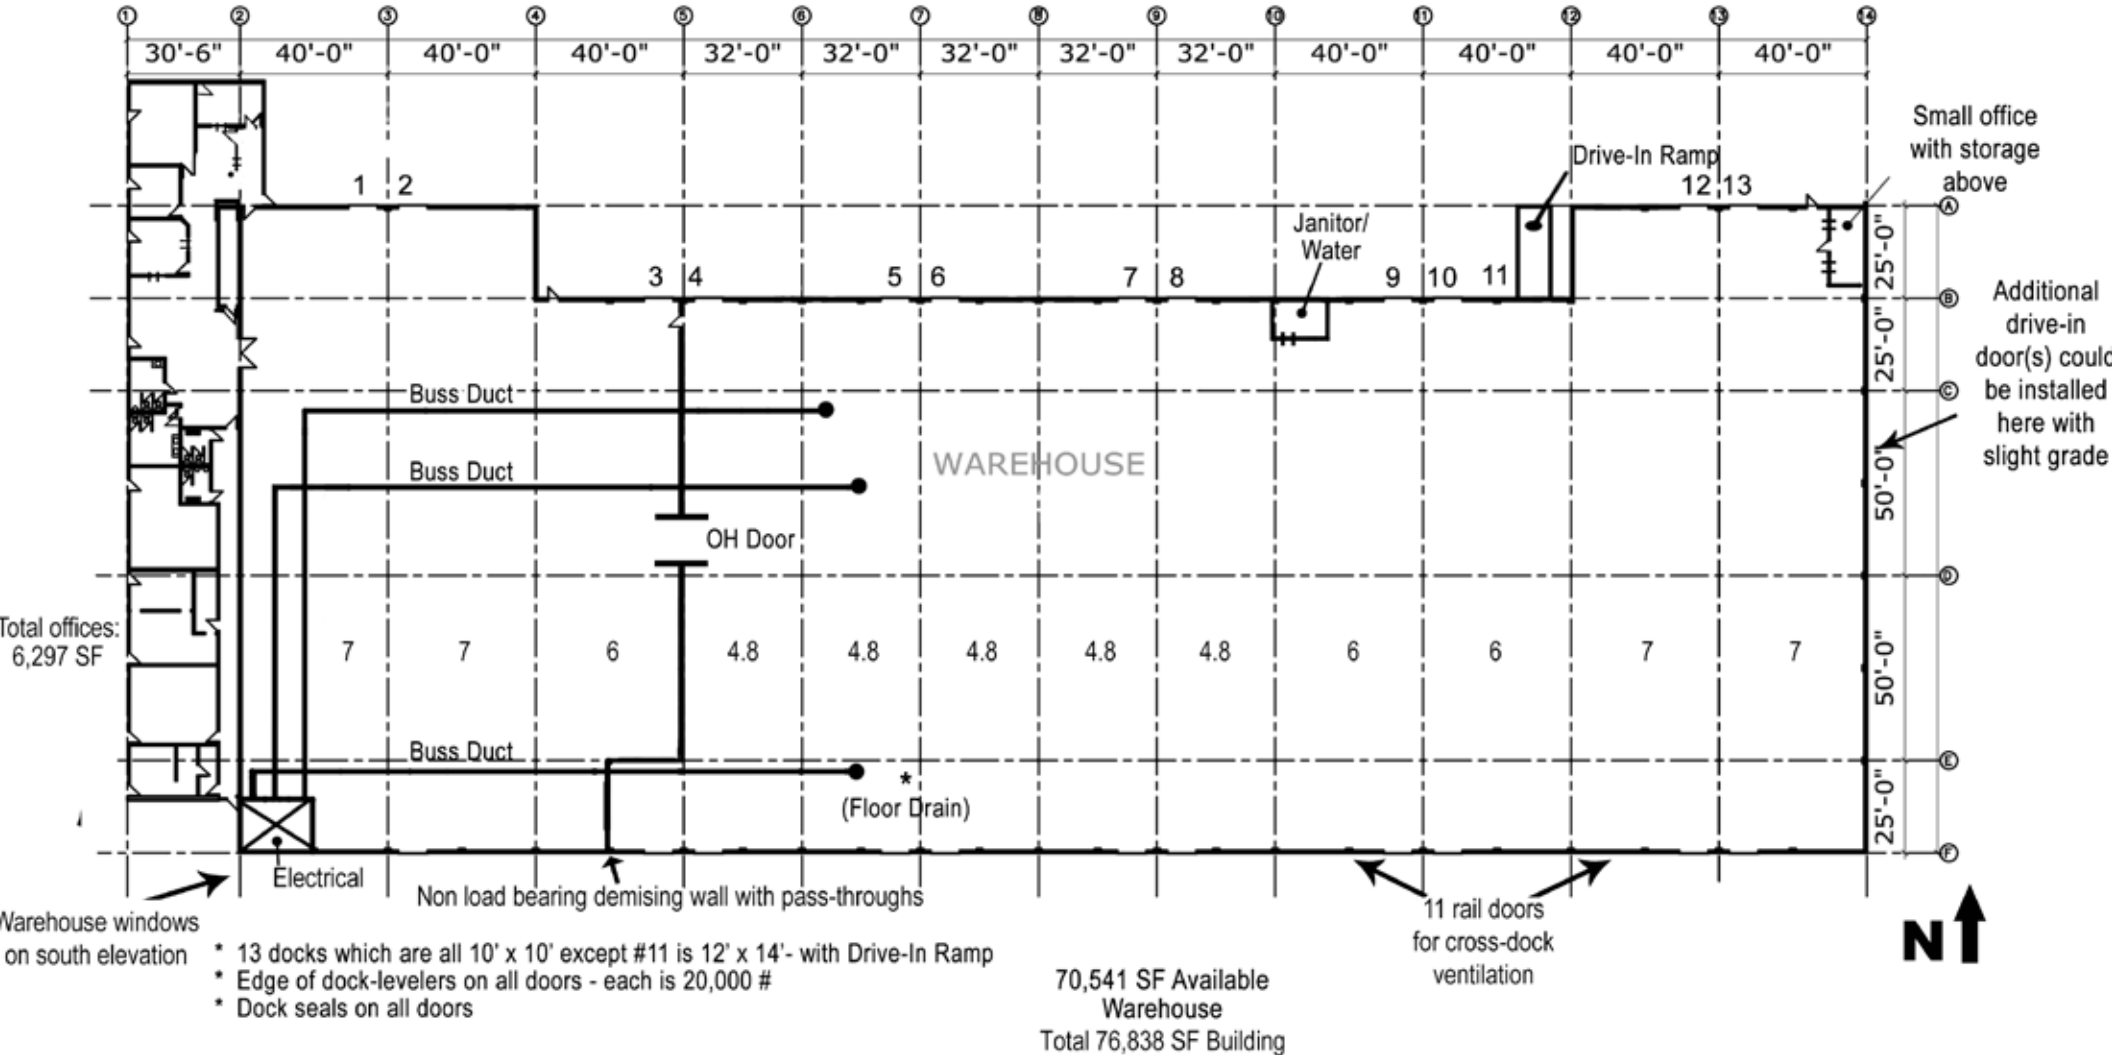 1 2 3 4 5 6 7 8 9 10 11 12 13 14
30'-6" 40'-0" 40'-0" 40'-0" 32'-0" 32'-0" 32'-0" 32'-0" 32'-0" 40'-0" 40'-0" 40'-0" 40'-0"
Small office
with storage
above
Drive-In Ramp
1 2
12 13
A
Janitor/
Water
25'-0"
3 4 5 6 7 8 9 10 11
B
Additional
drive-in
door(s) could
be installed
here with
slight grade
25'-0"
C
Buss Duct
WAREHOUSE
Buss Duct
50'-0"
OH Door
D
Total offices:
6,297 SF
7 7 6 4.8 4.8 4.8 4.8 4.8 6 6 7 7
50'-0"
Buss Duct
E
*
(Floor Drain)
25'-0"
F
Electrical
Non load bearing demising wall with pass-throughs
Warehouse windows
on south elevation
11 rail doors
for cross-dock
ventilation
N
* 13 docks which are all 10' x 10' except #11 is 12' x 14'- with Drive-In Ramp
* Edge of dock-levelers on all doors - each is 20,000 #
* Dock seals on all doors
70,541 SF Available
Warehouse
Total 76,838 SF Building